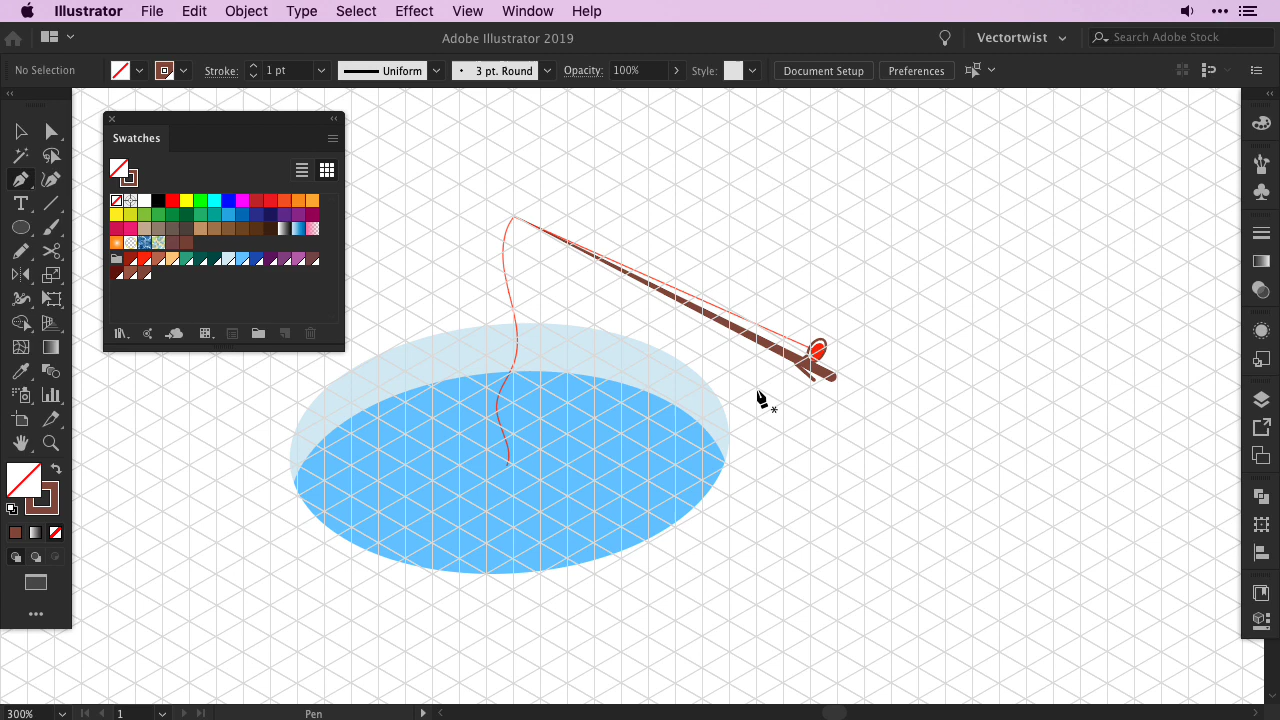 Illustrator File Edit Object Type Select Effect View Window Help
Adobe Illustrator 2019
Vectortwist
Search Adobe Stock
No Selection
Stroke: 1 pt
Uniform
3 pt. Round
Opacity: 100%
Style:
Document Setup
Preferences
Swatches
300%
1
Pen